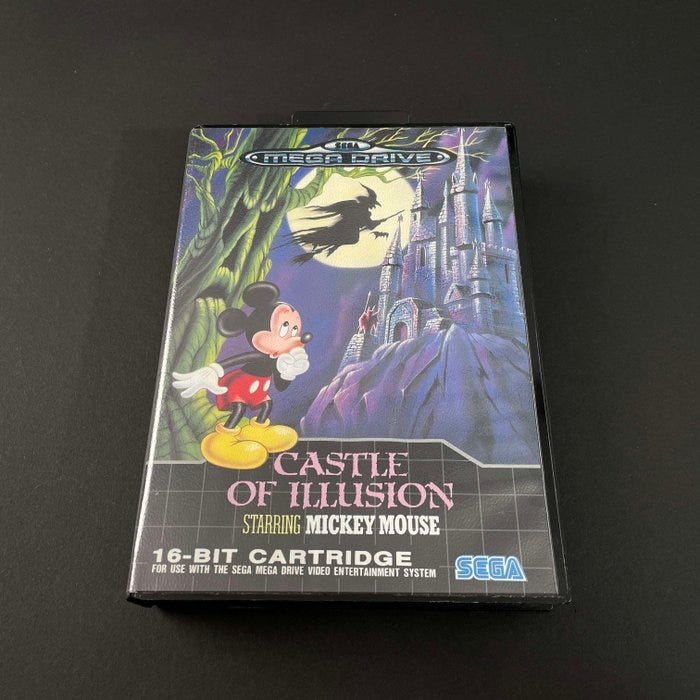 SEGA
MEGA DRIVE
CASTLE
OF ILLUSION
STARRING MICKEY MOUSE
16-BIT CARTRIDGE
FOR USE WITH THE SEGA MEGA DRIVE VIDEO ENTERTAINMENT SYSTEM
SEGA